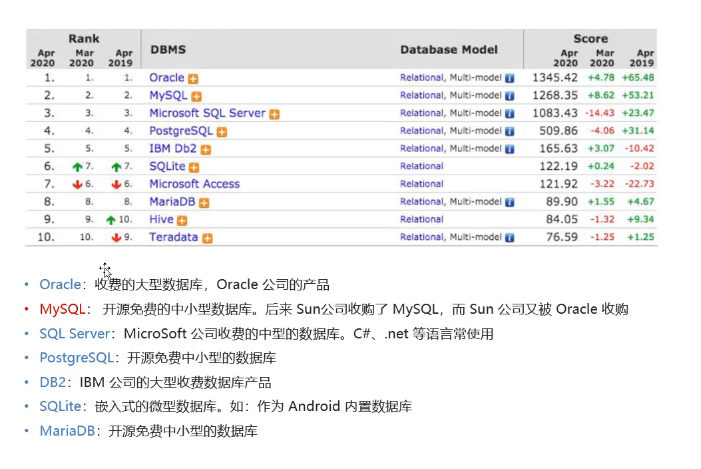 Rank Score
Apr 2020 Mar 2020 Apr 2019 DBMS Database Model Apr 2020 Mar 2020 Apr 2019
1. 1. 1. Oracle Relational, Multi-model 1345.42 +4.78 +65.48
2. 2. 2. MySQL Relational, Multi-model 1268.35 +8.62 +53.21
3. 3. 3. Microsoft SQL Server Relational, Multi-model 1083.43 -14.43 +23.47
4. 4. 4. PostgreSQL Relational, Multi-model 509.86 -4.06 +31.14
5. 5. 5. IBM Db2 Relational, Multi-model 165.63 +3.07 -10.42
6. 7. 7. SQLite Relational 122.19 +0.24 -2.02
7. 6. 6. Microsoft Access Relational 121.92 -3.22 -22.73
8. 8. 8. MariaDB Relational, Multi-model 89.90 +1.55 +4.67
9. 9. 10. Hive Relational 84.05 -1.32 +9.34
10. 10. 9. Teradata Relational, Multi-model 76.59 -1.25 +1.25
• Oracle：收费的大型数据库，Oracle 公司的产品
• MySQL： 开源免费的中小型数据库。后来 Sun公司收购了 MySQL，而 Sun 公司又被 Oracle 收购
• SQL Server：MicroSoft 公司收费的中型的数据库。C#、.net 等语言常使用
• PostgreSQL：开源免费中小型的数据库
• DB2：IBM 公司的大型收费数据库产品
• SQLite：嵌入式的微型数据库。如：作为 Android 内置数据库
• MariaDB：开源免费中小型的数据库